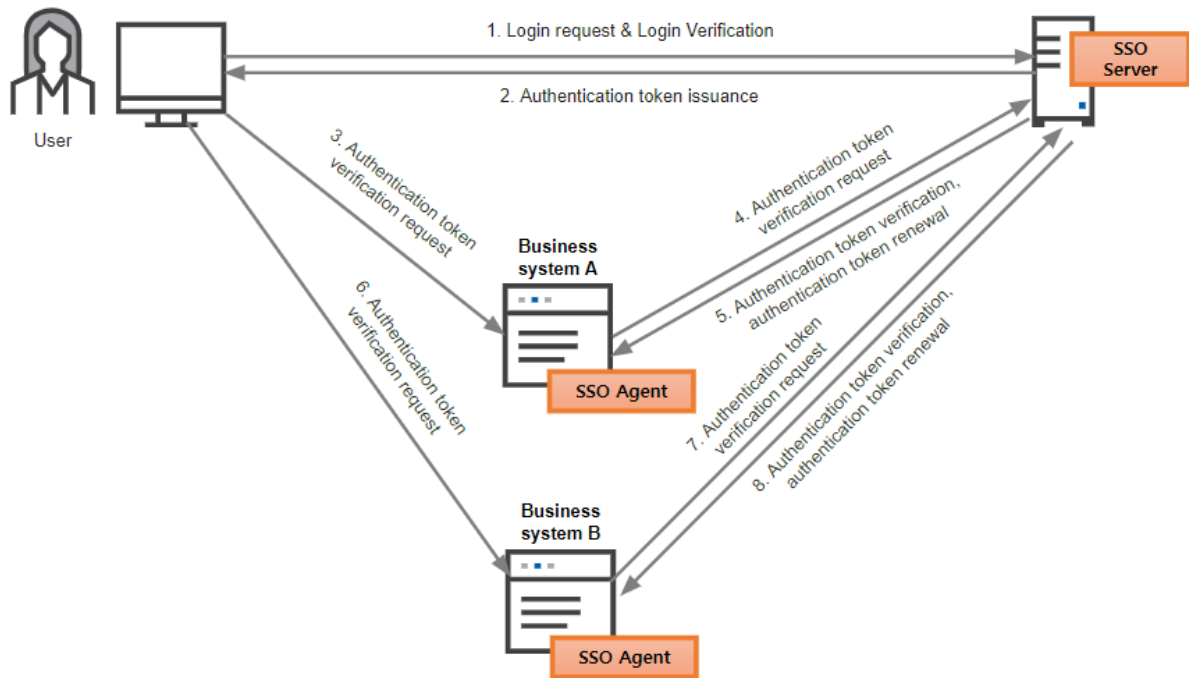 1. Login request & Login Verification
SSO
Server
2. Authentication token issuance
User
3. Authentication token
verification request
4. Authentication token
verification request
5. Authentication token verification,
authentication token renewal
Business
system A
SSO Agent
6. Authentication token
verification request
7. Authentication token
verification request
8. Authentication token verification,
authentication token renewal
Business
system B
SSO Agent